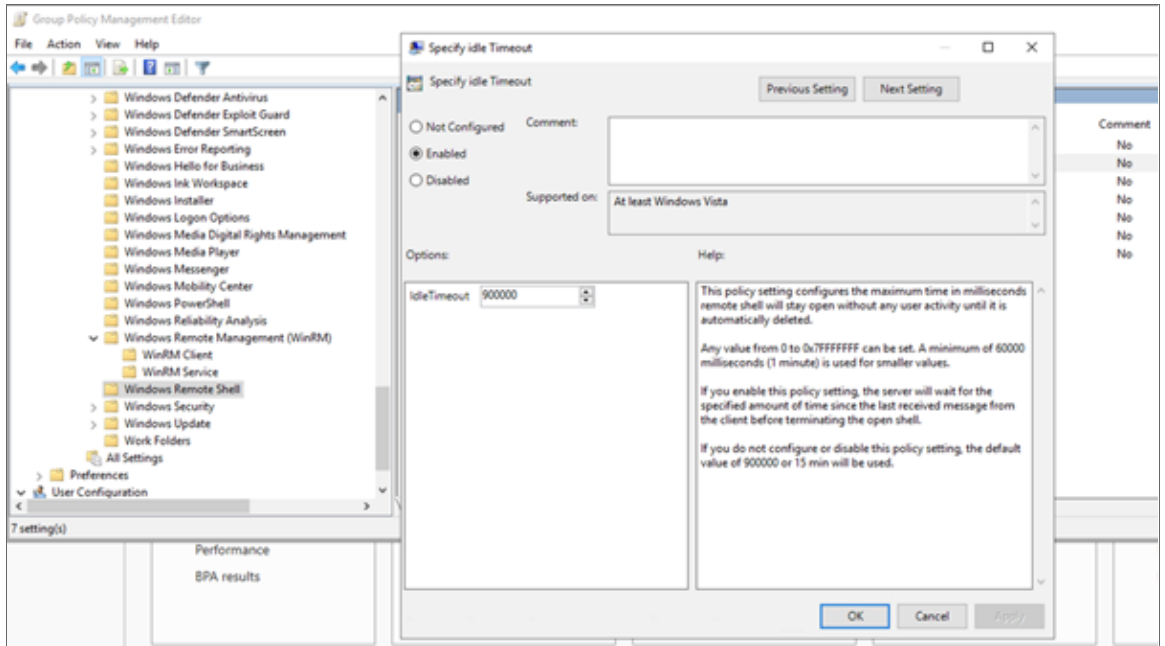 Group Policy Management Editor
File Action View Help
Windows Defender Antivirus
Windows Defender Exploit Guard
Windows Defender SmartScreen
Windows Error Reporting
Windows Hello for Business
Windows Ink Workspace
Windows Installer
Windows Logon Options
Windows Media Digital Rights Management
Windows Media Player
Windows Messenger
Windows Mobility Center
Windows PowerShell
Windows Reliability Analysis
Windows Remote Management (WinRM)
WinRM Client
WinRM Service
Windows Remote Shell
Windows Security
Windows Update
Work Folders
All Settings
Preferences
User Configuration
7 setting(s)
Performance
BPA results
Specify idle Timeout
Specify idle Timeout
Previous Setting Next Setting
Not Configured
Enabled
Disabled
Comment:
Supported on: At least Windows Vista
Options:
IdleTimeout 900000
Help:
This policy setting configures the maximum time in milliseconds
remote shell will stay open without any user activity until it is
automatically deleted.
Any value from 0 to 0x7FFFFFFF can be set. A minimum of 60000
milliseconds (1 minute) is used for smaller values.
If you enable this policy setting, the server will wait for the
specified amount of time since the last received message from
the client before terminating the open shell.
If you do not configure or disable this policy setting, the default
value of 900000 or 15 min will be used.
OK Cancel Apply
Comment
No
No
No
No
No
No
No